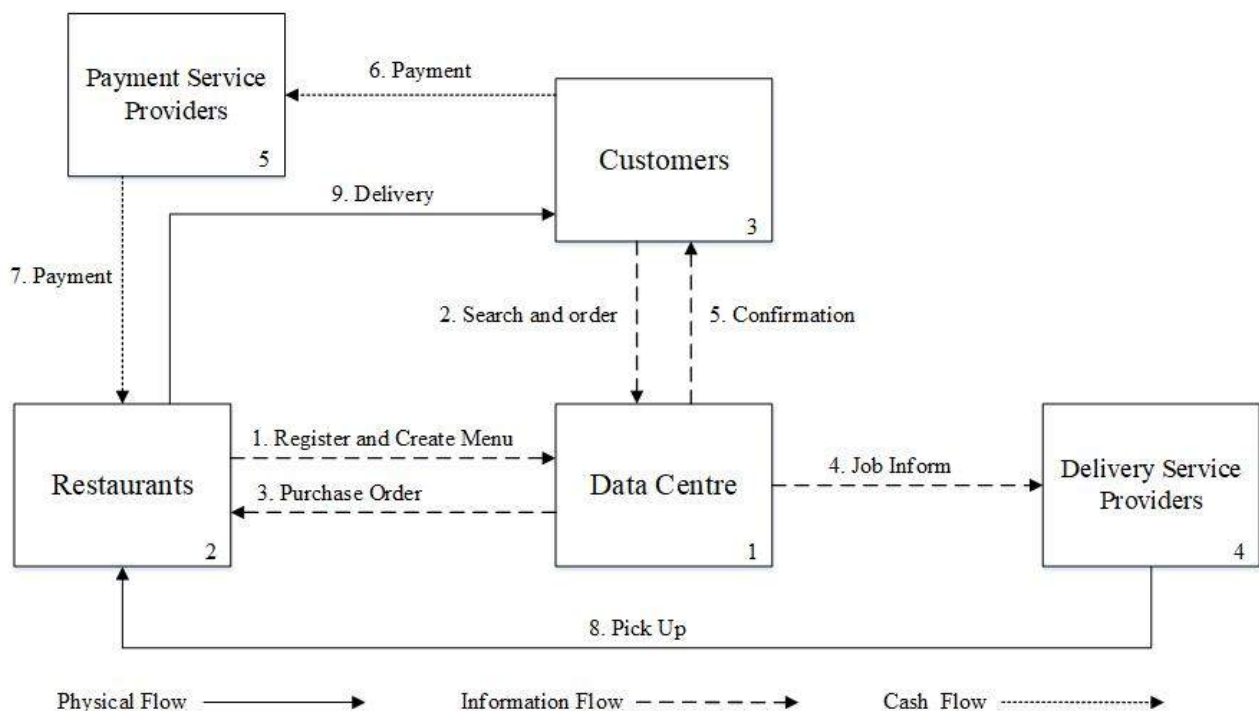 6. Payment
Payment Service
Providers
5
Customers
3
9. Delivery
7. Payment
2. Search and order
5. Confirmation
1. Register and Create Menu
Restaurants
3. Purchase Order
2
Data Centre
1
4. Job Inform
Delivery Service
Providers
4
8. Pick Up
Physical Flow
Information Flow
Cash Flow